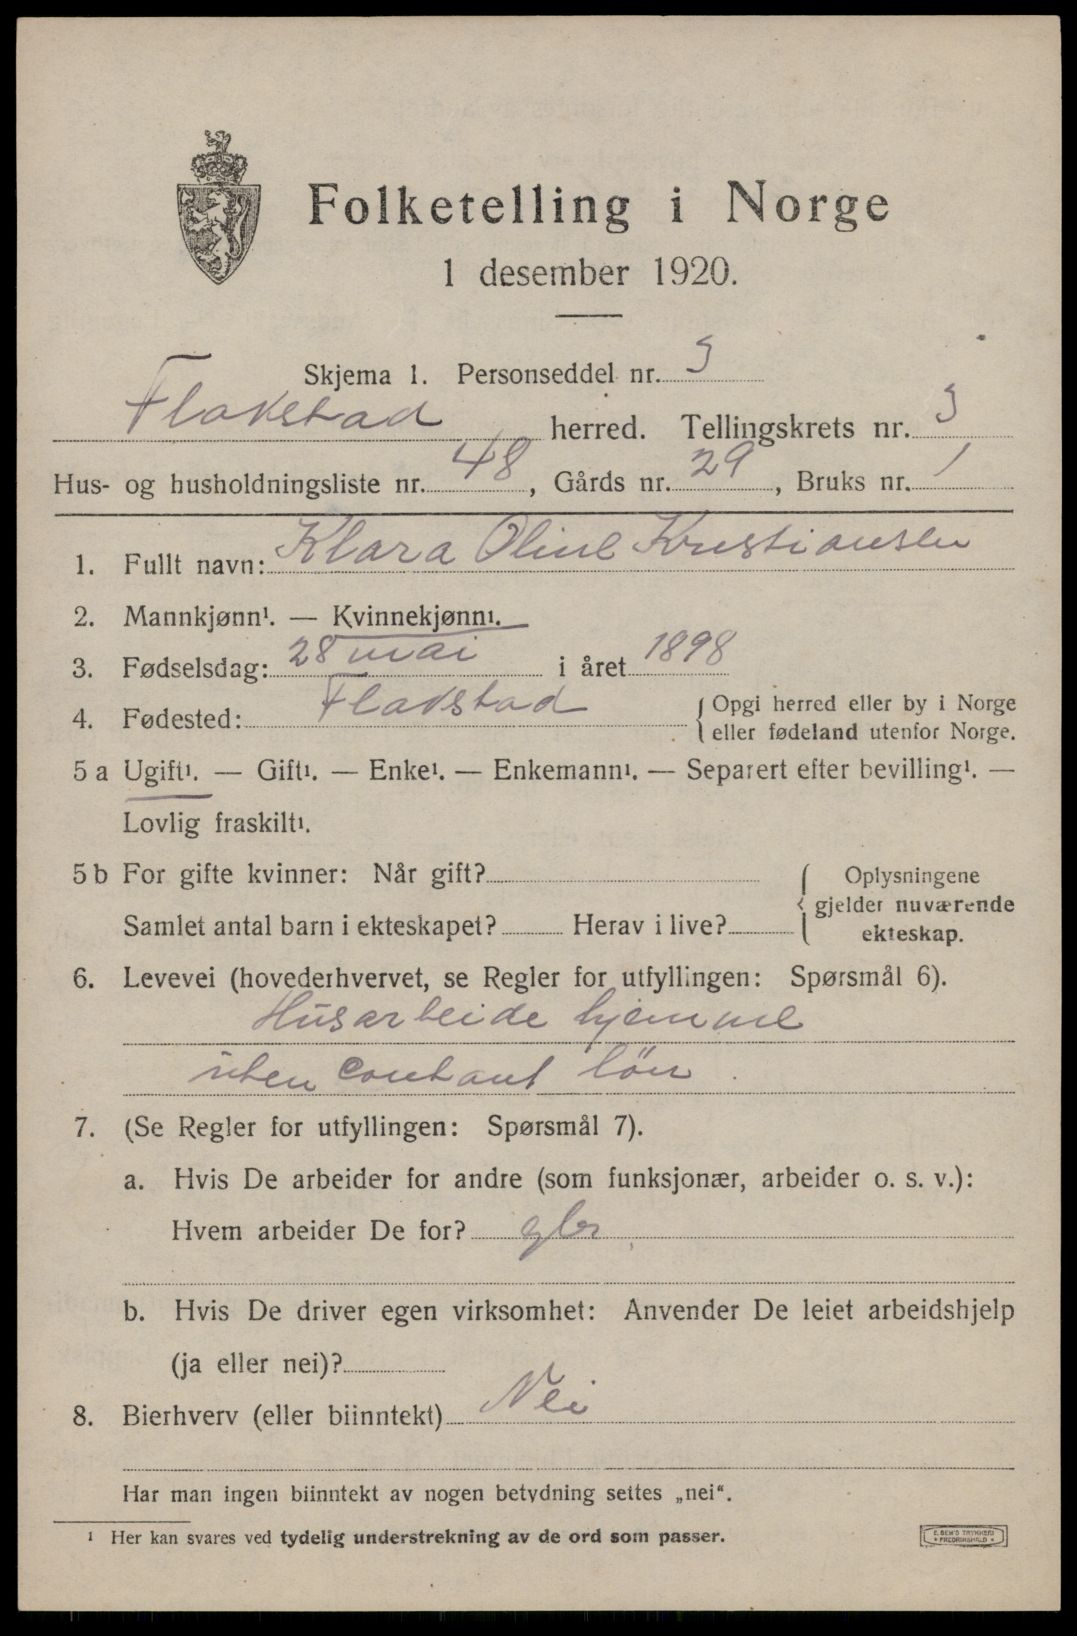 Folketelling i Norge
1 desember 1920.
Skjema 1. Personseddel nr. 3
Flakstad herred. Tellingskrets nr. 3
Hus- og husholdningsliste nr. 48, Gårds nr. 29, Bruks nr. 1
1. Fullt navn: Klara Oline Kristiansen
2. Mannkjønn¹. — Kvinnekjønn¹.
3. Fødselsdag: 28 mai i året 1898
4. Fødested: Flakstad { Opgi herred eller by i Norge
eller fødeland utenfor Norge.
5 a Ugift¹. — Gift¹. — Enke¹. — Enkemann¹. — Separert efter bevilling¹. —
Lovlig fraskilt¹.
5 b For gifte kvinner: Når gift? { Oplysningene
gjelder nuværende
Samlet antal barn i ekteskapet? Herav i live? ekteskap.
6. Levevei (hovederhvervet, se Regler for utfyllingen: Spørsmål 6).
Husarbeide hjemme
uten contant løn.
7. (Se Regler for utfyllingen: Spørsmål 7).
a. Hvis De arbeider for andre (som funksjonær, arbeider o. s. v.):
Hvem arbeider De for?
b. Hvis De driver egen virksomhet: Anvender De leiet arbeidshjelp
(ja eller nei)?
8. Bierhverv (eller biinntekt) Nei
Har man ingen biinntekt av nogen betydning settes „nei“.
¹ Her kan svares ved tydelig understrekning av de ord som passer.